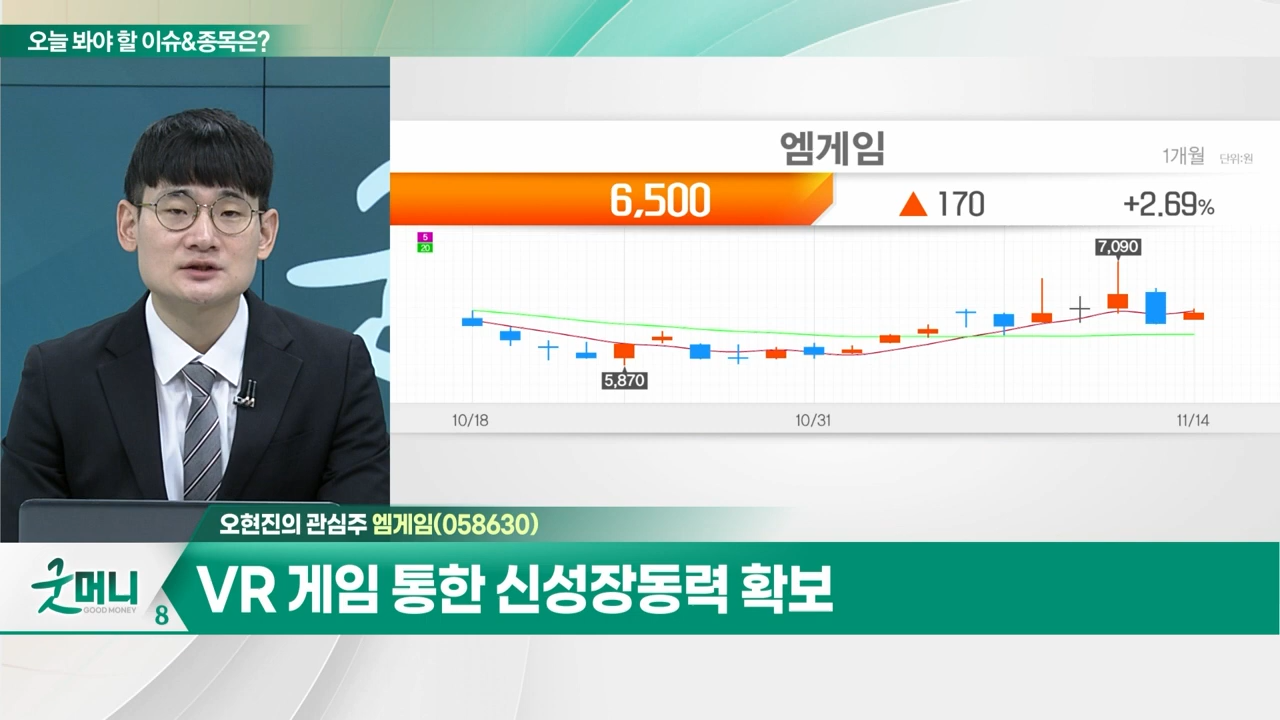 오늘 봐야 할 이슈&종목은?
엠게임
1개월 단위:원
6,500
▲ 170
+2.69%
5
20
7,090
5,870
10/18
10/31
11/14
오현진의 관심주 엠게임(058630)
VR 게임 통한 신성장동력 확보
굿머니
GOOD MONEY
8